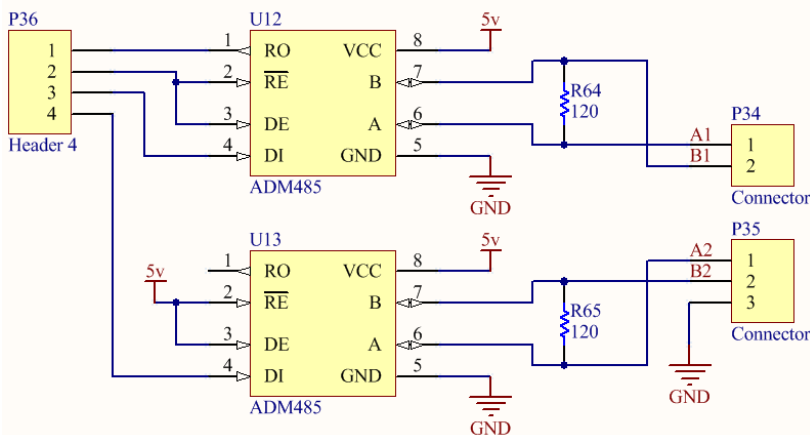 P36
1
2
3
4
Header 4
U12
1 RO VCC 8 5v
2 RE B 7
3 DE A 6
4 DI GND 5
ADM485
GND
R64
120
P34
A1 1
B1 2
Connector
U13
1 RO VCC 8 5v
5v
2 RE B 7
3 DE A 6
4 DI GND 5
ADM485
GND
R65
120
P35
A2 1
B2 2
3
Connector
GND